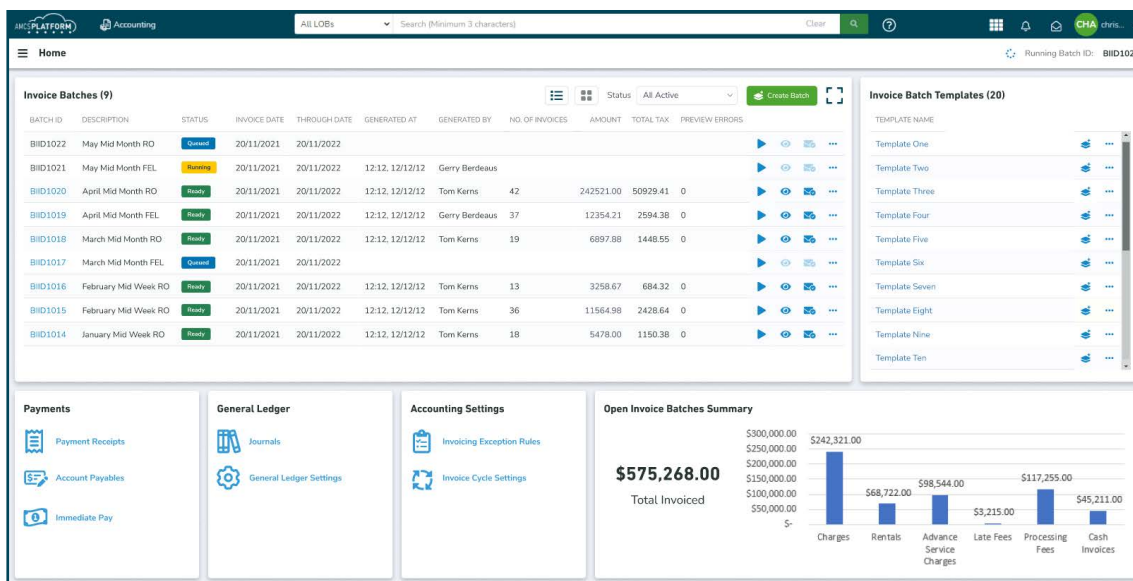 AMCS PLATFORM Accounting All LOBs Search (Minimum 3 characters) Clear CHA chris...
Home Running Batch ID: BIID102
Invoice Batches (9) Status All Active Create Batch
BATCH ID DESCRIPTION STATUS INVOICE DATE THROUGH DATE GENERATED AT GENERATED BY NO. OF INVOICES AMOUNT TOTAL TAX PREVIEW ERRORS
BIID1022 May Mid Month RO Queued 20/11/2021 20/11/2022
BIID1021 May Mid Month FEL Running 20/11/2021 20/11/2022 12:12, 12/12/12 Gerry Berdeaus
BIID1020 April Mid Month RO Ready 20/11/2021 20/11/2022 12:12, 12/12/12 Tom Kerns 42 242521.00 50929.41 0
BIID1019 April Mid Month FEL Ready 20/11/2021 20/11/2022 12:12, 12/12/12 Gerry Berdeaus 37 12354.21 2594.38 0
BIID1018 March Mid Month RO Ready 20/11/2021 20/11/2022 12:12, 12/12/12 Tom Kerns 19 6897.88 1448.55 0
BIID1017 March Mid Month FEL Queued 20/11/2021 20/11/2022
BIID1016 February Mid Week RO Ready 20/11/2021 20/11/2022 12:12, 12/12/12 Tom Kerns 13 3258.67 684.32 0
BIID1015 February Mid Week RO Ready 20/11/2021 20/11/2022 12:12, 12/12/12 Tom Kerns 36 11564.98 2428.64 0
BIID1014 January Mid Week RO Ready 20/11/2021 20/11/2022 12:12, 12/12/12 Tom Kerns 18 5478.00 1150.38 0
Invoice Batch Templates (20)
TEMPLATE NAME
Template One
Template Two
Template Three
Template Four
Template Five
Template Six
Template Seven
Template Eight
Template Nine
Template Ten
Payments
Payment Receipts
Account Payables
Immediate Pay
General Ledger
Journals
General Ledger Settings
Accounting Settings
Invoicing Exception Rules
Invoice Cycle Settings
Open Invoice Batches Summary
$575,268.00
Total Invoiced
$300,000.00
$250,000.00
$200,000.00
$150,000.00
$100,000.00
$50,000.00
$-
$242,321.00
$68,722.00
$98,544.00
$3,215.00
$117,255.00
$45,211.00
Charges
Rentals
Advance
Service
Charges
Late Fees
Processing
Fees
Cash
Invoices